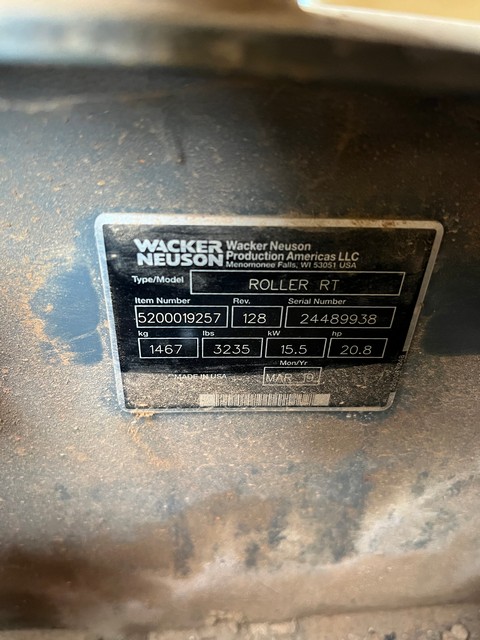 WACKER NEUSON
Wacker Neuson
Production Americas LLC
Menomonee Falls, WI 53051 USA
Type/Model ROLLER RT
Item Number Rev. Serial Number
5200019257 128 24489938
kg lbs kW hp
1467 3235 15.5 20.8
Mon/Yr
MADE IN USA MAR 19